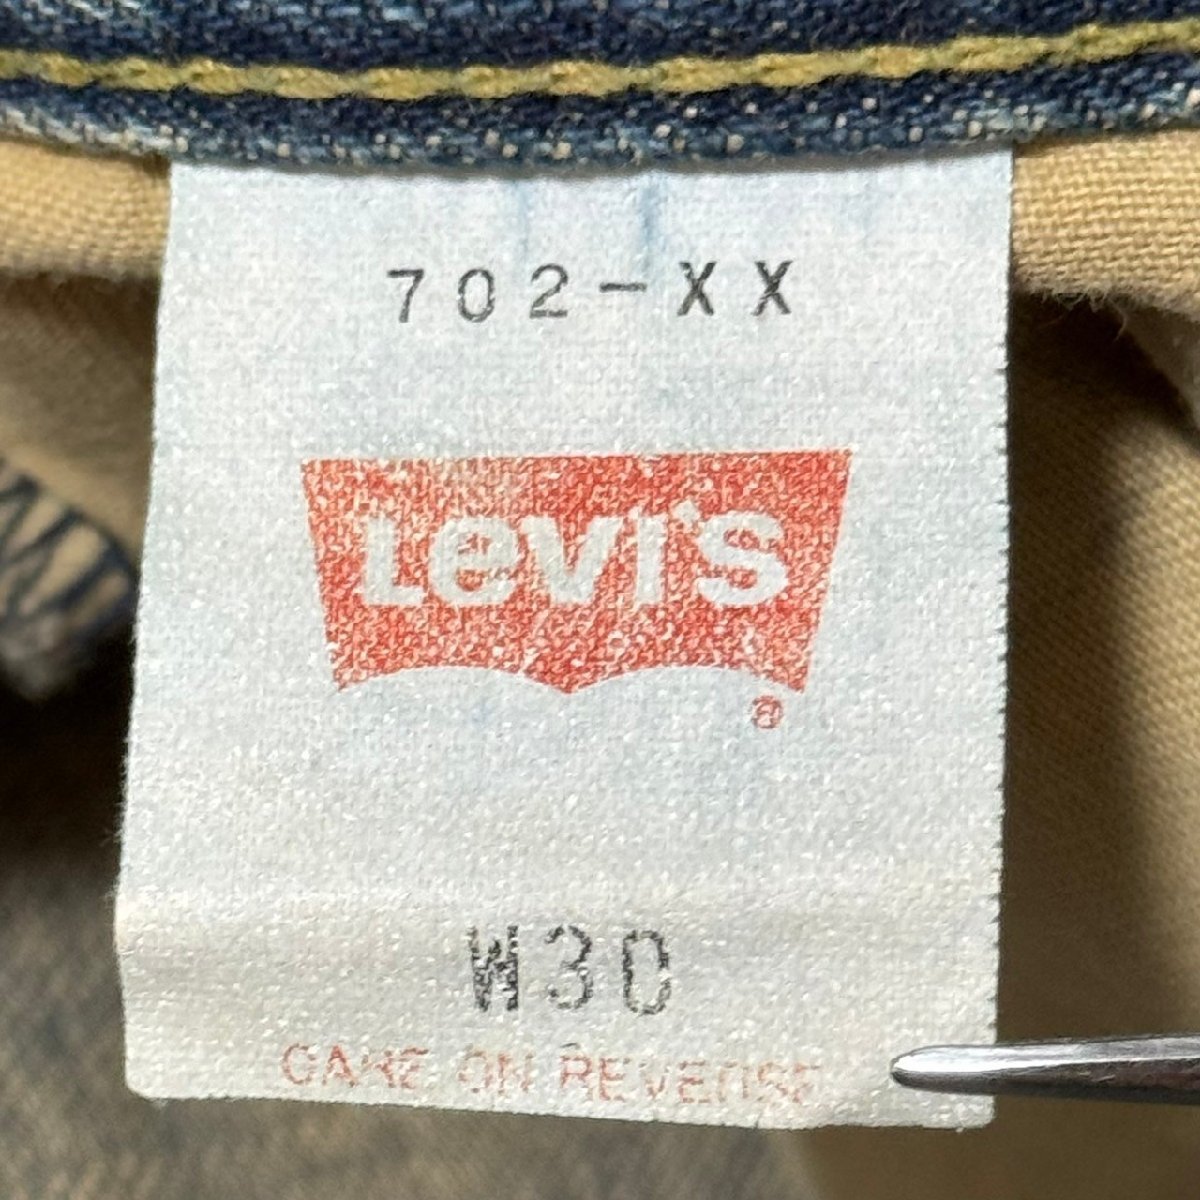 702-XX
Levi's
®
W30
CARE ON REVERSE